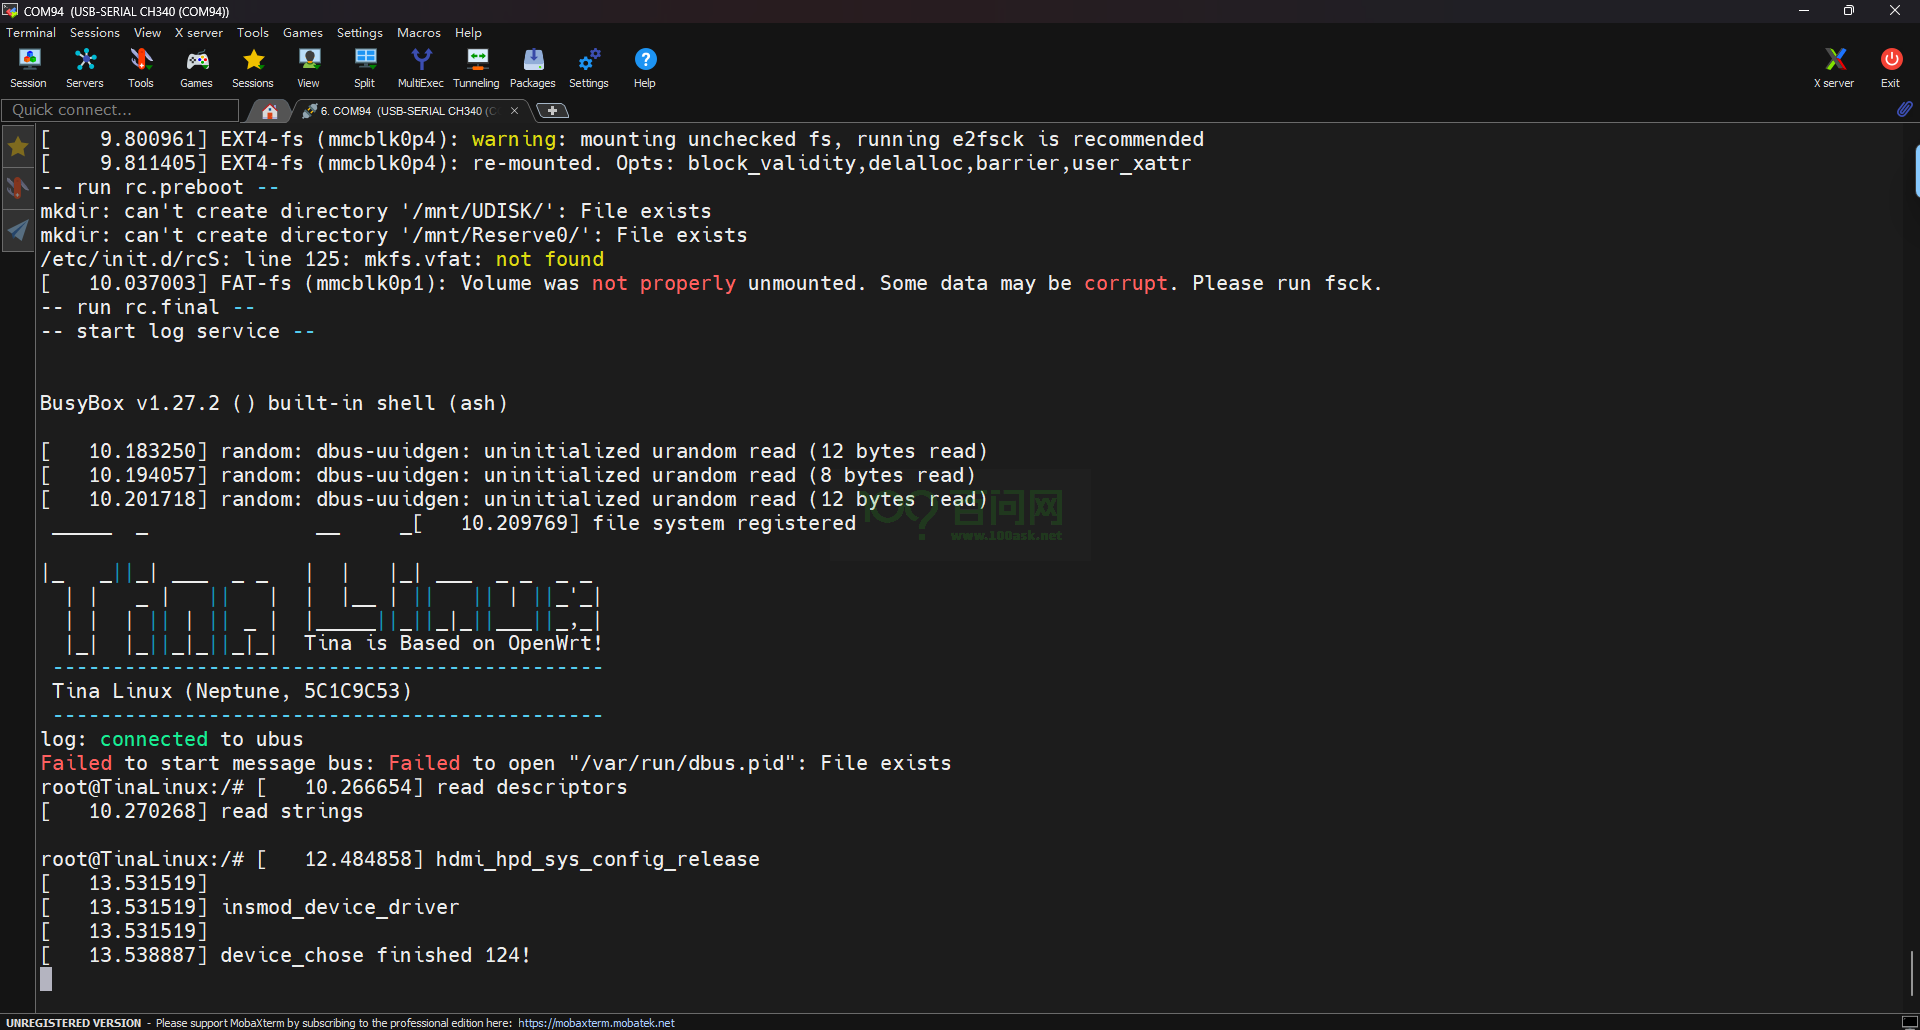 COM94  (USB-SERIAL CH340 (COM94))
Terminal Sessions View X server Tools Games Settings Macros Help
Session Servers Tools Games Sessions View Split MultiExec Tunneling Packages Settings Help X server Exit
Quick connect... 6. COM94  (USB-SERIAL CH340 (C
[    9.800961] EXT4-fs (mmcblk0p4): warning: mounting unchecked fs, running e2fsck is recommended
[    9.811405] EXT4-fs (mmcblk0p4): re-mounted. Opts: block_validity,delalloc,barrier,user_xattr
-- run rc.preboot --
mkdir: can't create directory '/mnt/UDISK/': File exists
mkdir: can't create directory '/mnt/Reserve0/': File exists
/etc/init.d/rcS: line 125: mkfs.vfat: not found
[   10.037003] FAT-fs (mmcblk0p1): Volume was not properly unmounted. Some data may be corrupt. Please run fsck.
-- run rc.final --
-- start log service --
BusyBox v1.27.2 () built-in shell (ash)
[   10.183250] random: dbus-uuidgen: uninitialized urandom read (12 bytes read)
[   10.194057] random: dbus-uuidgen: uninitialized urandom read (8 bytes read)
[   10.201718] random: dbus-uuidgen: uninitialized urandom read (12 bytes read)
[   10.209769] file system registered
百问网
www.100ask.net
Tina Linux
Tina is Based on OpenWrt!
----------------------------------------------
Tina Linux (Neptune, 5C1C9C53)
----------------------------------------------
log: connected to ubus
Failed to start message bus: Failed to open "/var/run/dbus.pid": File exists
root@TinaLinux:/# [   10.266654] read descriptors
[   10.270268] read strings
root@TinaLinux:/# [   12.484858] hdmi_hpd_sys_config_release
[   13.531519]
[   13.531519] insmod_device_driver
[   13.531519]
[   13.538887] device_chose finished 124!
UNREGISTERED VERSION - Please support MobaXterm by subscribing to the professional edition here: https://mobaxterm.mobatek.net